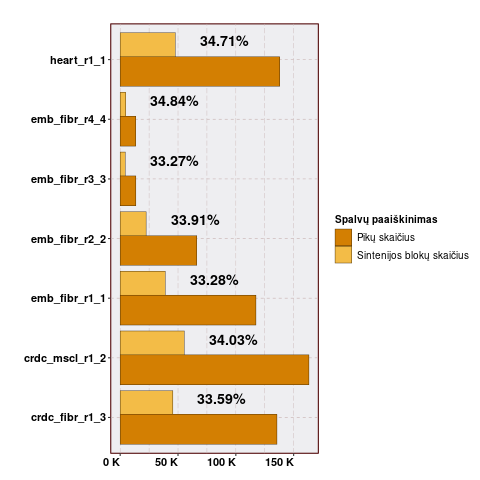 heart_r1_1
34.71%
emb_fibr_r4_4
34.84%
emb_fibr_r3_3
33.27%
emb_fibr_r2_2
33.91%
emb_fibr_r1_1
33.28%
crdc_mscl_r1_2
34.03%
crdc_fibr_r1_3
33.59%
0 K 50 K 100 K 150 K
Spalvų paaiškinimas
Pikų skaičius
Sintenijos blokų skaičius